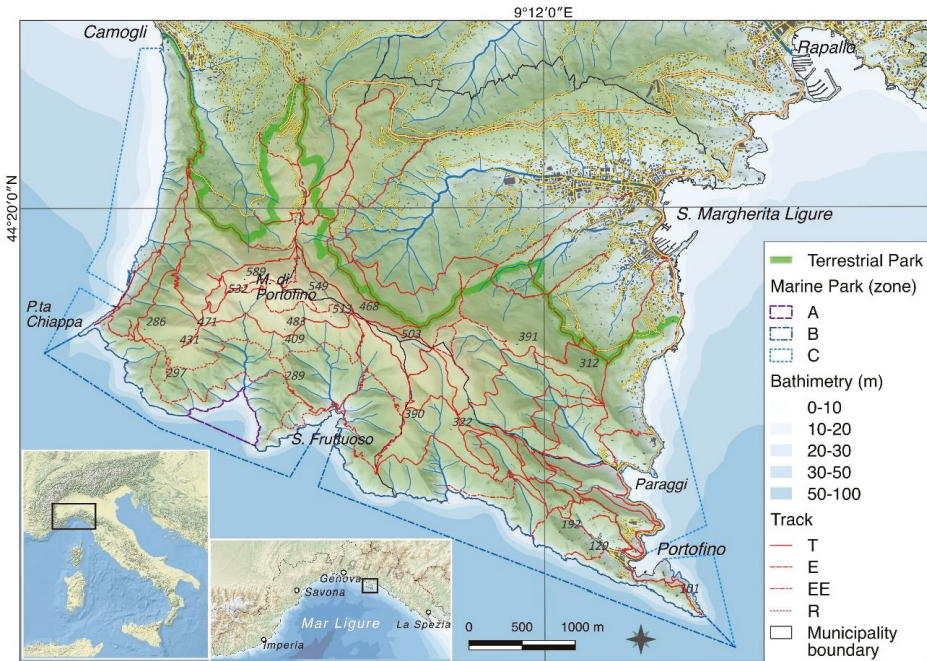 9°12'0"E
Camogli
Rapallo
44°20'0"N
S. Margherita Ligure
P.ta
Chiappa
589
M. di
Portofino
532
549
513
468
286
471
483
503
431
409
391
312
297
289
390
322
S. Fruttuoso
Paraggi
192
129
Portofino
101
Terrestrial Park
Marine Park (zone)
A
B
C
Bathimetry (m)
0-10
10-20
20-30
30-50
50-100
Track
T
E
EE
R
Municipality
boundary
Genova
Savona
La Spezia
Mar Ligure
Imperia
0 500 1000 m